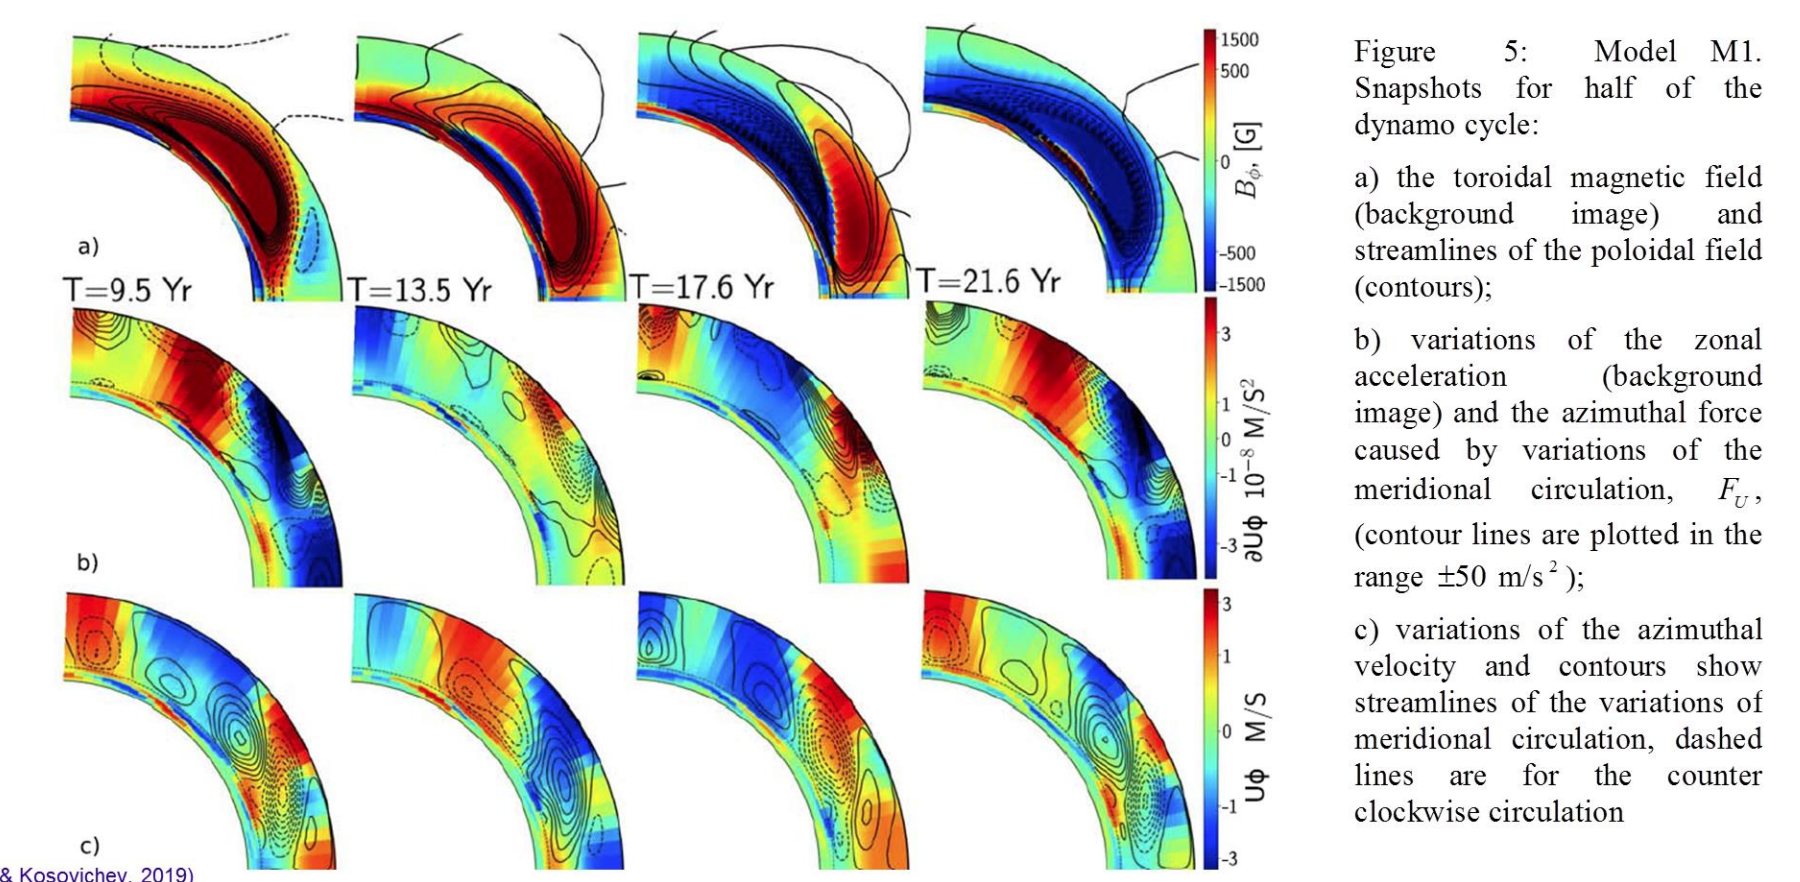 1500
500
0
-500
-1500
Bϕ, [G]
a)
T=9.5 Yr
T=13.5 Yr
T=17.6 Yr
T=21.6 Yr
3
1
0
-1
-3
∂Uϕ 10⁻⁸ M/S²
b)
3
1
0
-1
-3
Uϕ M/S
c)
& Kosovichev, 2019)
Figure 5: Model M1.
Snapshots for half of the
dynamo cycle:
a) the toroidal magnetic field
(background image) and
streamlines of the poloidal field
(contours);
b) variations of the zonal
acceleration (background
image) and the azimuthal force
caused by variations of the
meridional circulation, F_U,
(contour lines are plotted in the
range ±50 m/s²);
c) variations of the azimuthal
velocity and contours show
streamlines of the variations of
meridional circulation, dashed
lines are for the counter
clockwise circulation